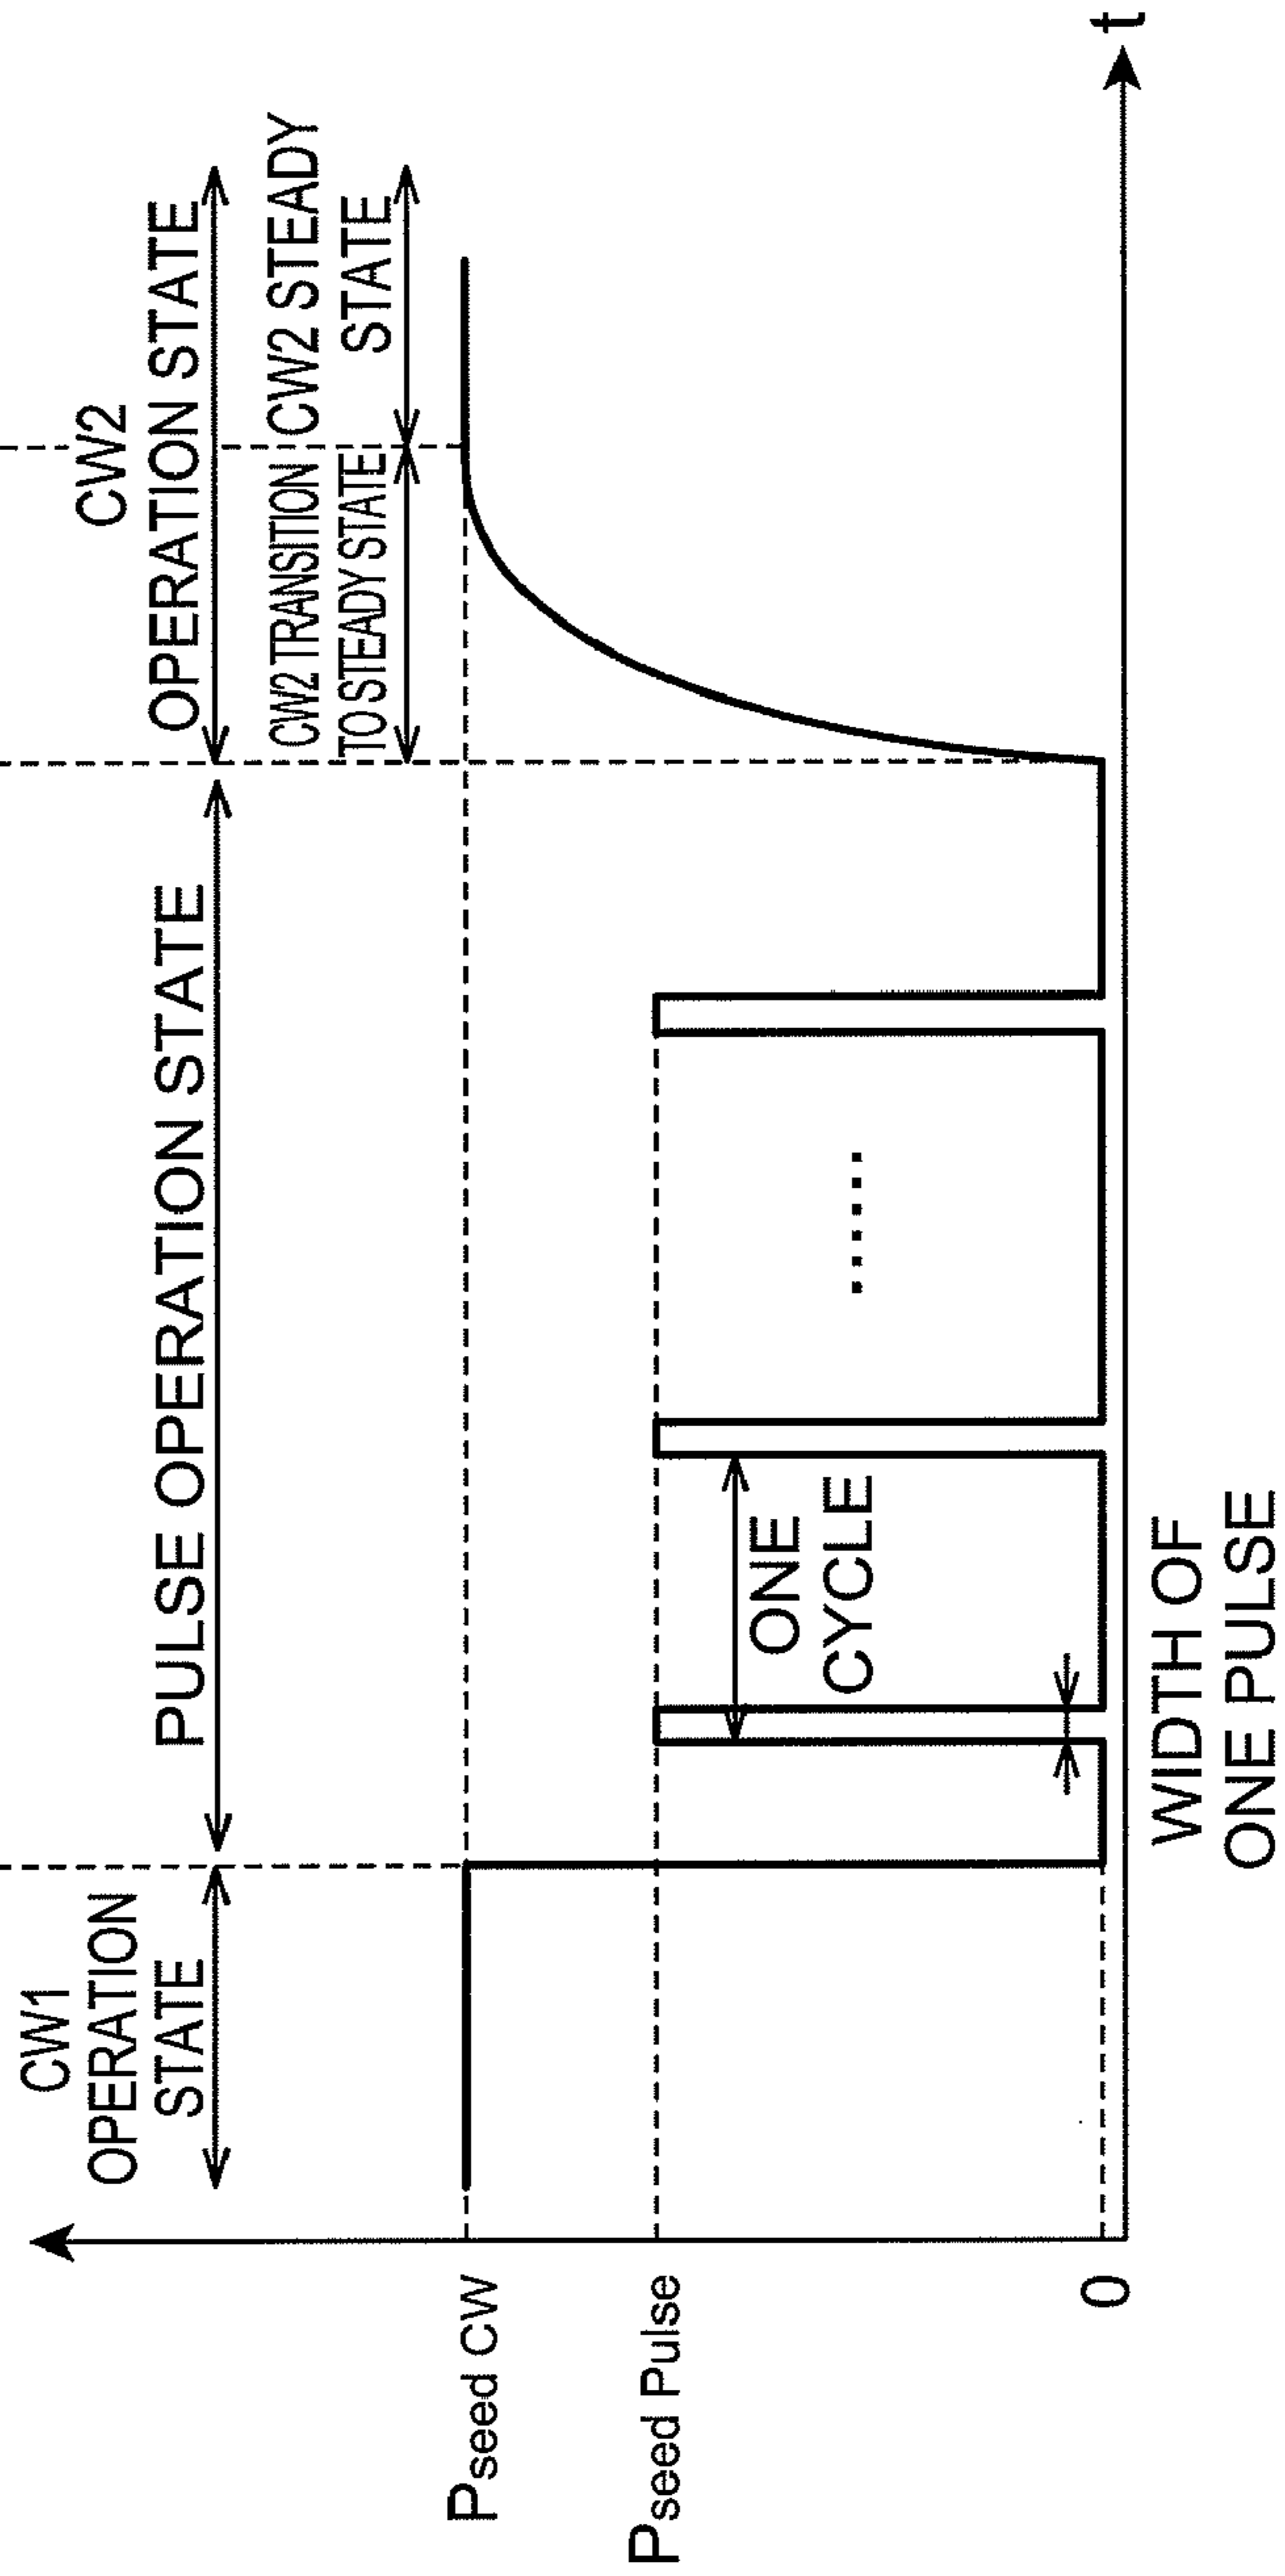 CW1
OPERATION
STATE
PULSE OPERATION STATE
CW2
OPERATION STATE
CW2 TRANSITION
TO STEADY STATE
CW2 STEADY
STATE
Pseed CW
Pseed Pulse
ONE
CYCLE
......
0
WIDTH OF
ONE PULSE
t